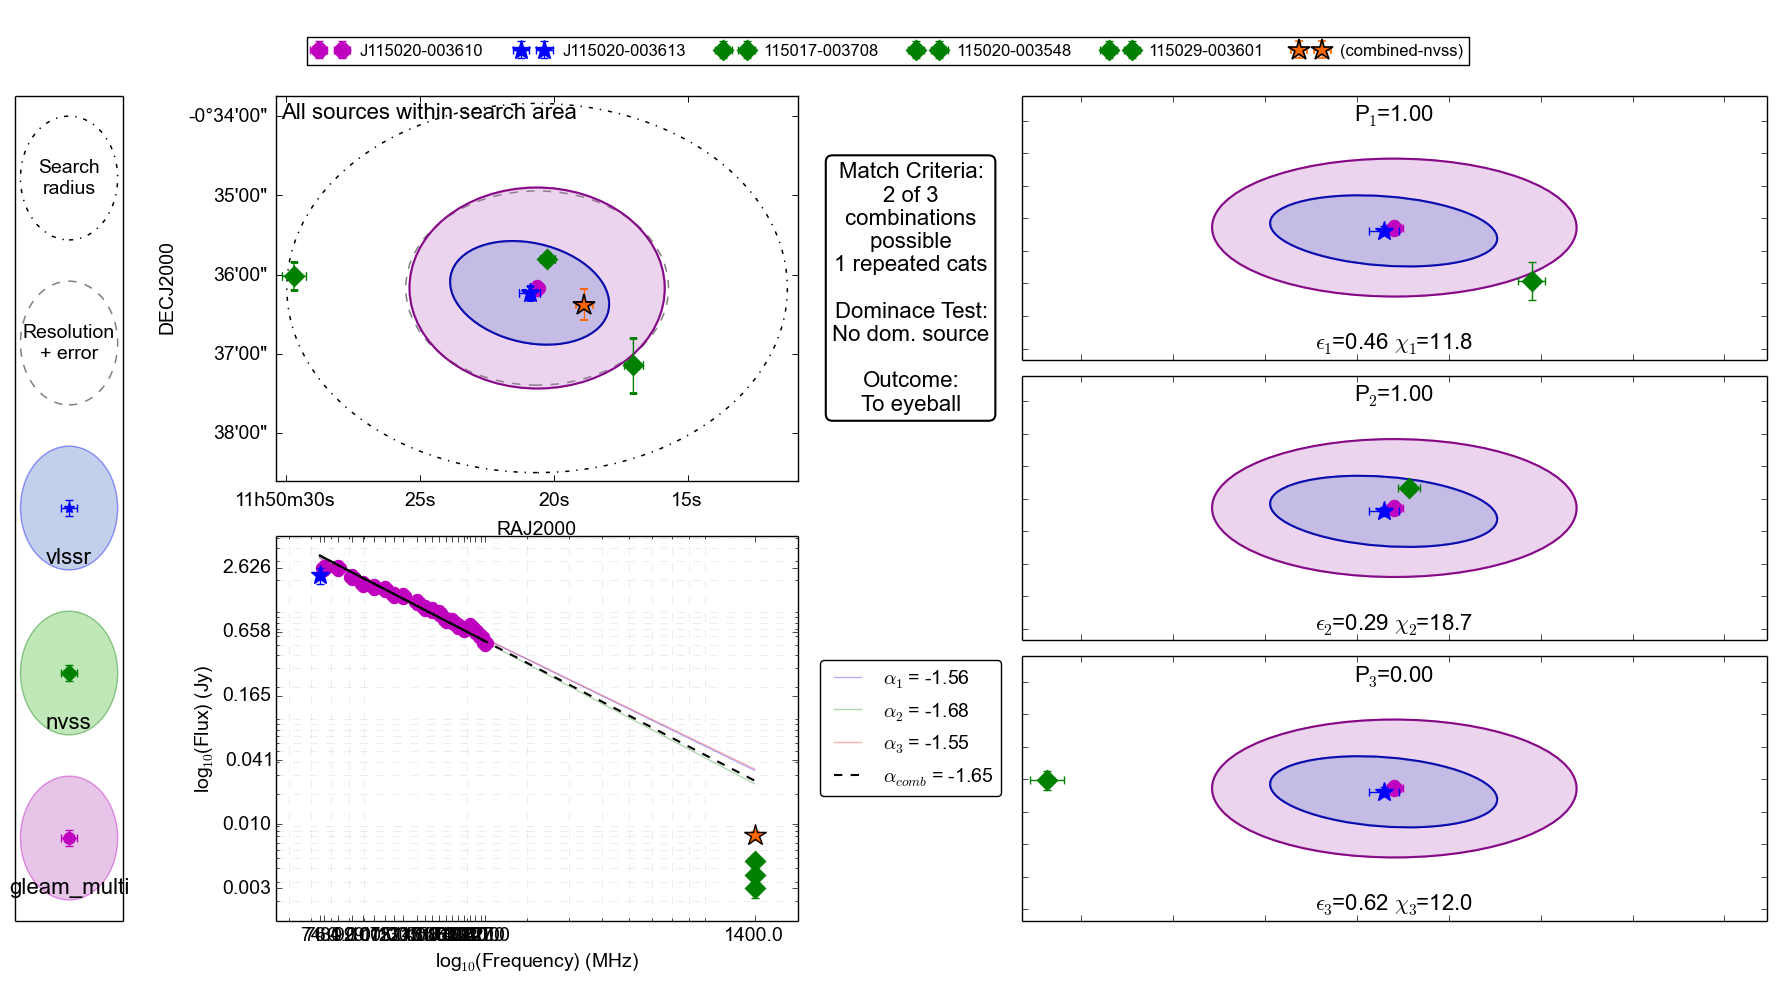 J115020-003610
J115020-003613
115017-003708
115020-003548
115029-003601
(combined-nvss)
Search
radius
Resolution
+ error
vlssr
nvss
gleam_multi
All sources within search area
-0°34'00"
35'00"
36'00"
37'00"
38'00"
DECJ2000
11h50m30s
25s
20s
15s
RAJ2000
2.626
0.658
0.165
0.041
0.010
0.003
log10(Flux) (Jy)
1400.0
log10(Frequency) (MHz)
Match Criteria:
2 of 3
combinations
possible
1 repeated cats
Dominace Test:
No dom. source
Outcome:
To eyeball
α1 = -1.56
α2 = -1.68
α3 = -1.55
αcomb = -1.65
P1=1.00
ϵ1=0.46 χ1=11.8
P2=1.00
ϵ2=0.29 χ2=18.7
P3=0.00
ϵ3=0.62 χ3=12.0